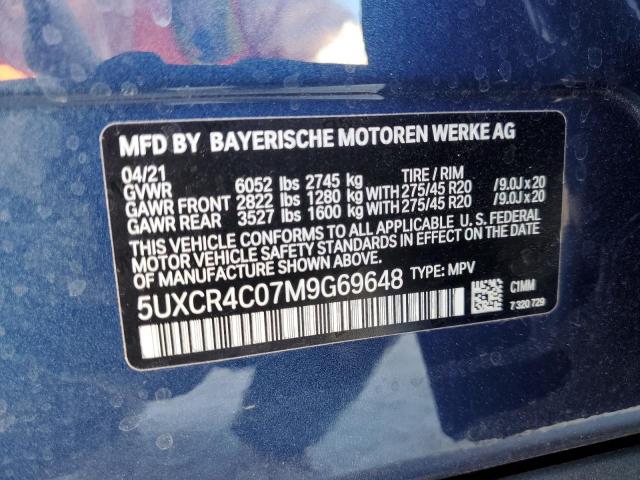 MFD BY BAYERISCHE MOTOREN WERKE AG
04/21 TIRE / RIM
GVWR 6052 lbs 2745 kg
GAWR FRONT 2822 lbs 1280 kg WITH 275/45 R20 /9.0J x 20
GAWR REAR 3527 lbs 1600 kg WITH 275/45 R20 /9.0J x 20
THIS VEHICLE CONFORMS TO ALL APPLICABLE U.S. FEDERAL
MOTOR VEHICLE SAFETY STANDARDS IN EFFECT ON THE DATE
OF MANUFACTURE SHOWN ABOVE.
5UXCR4C07M9G69648 TYPE: MPV
C1MM
7 320 729